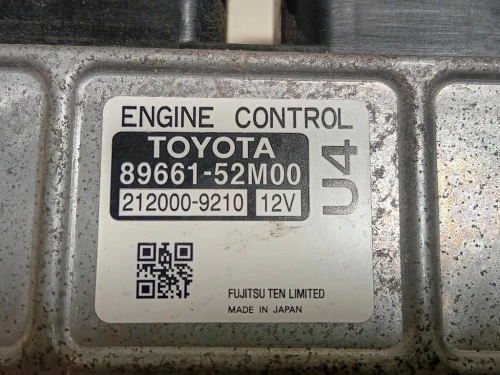 ENGINE CONTROL
TOYOTA
89661-52M00
212000-9210 12V
U4
FUJITSU TEN LIMITED
MADE IN JAPAN